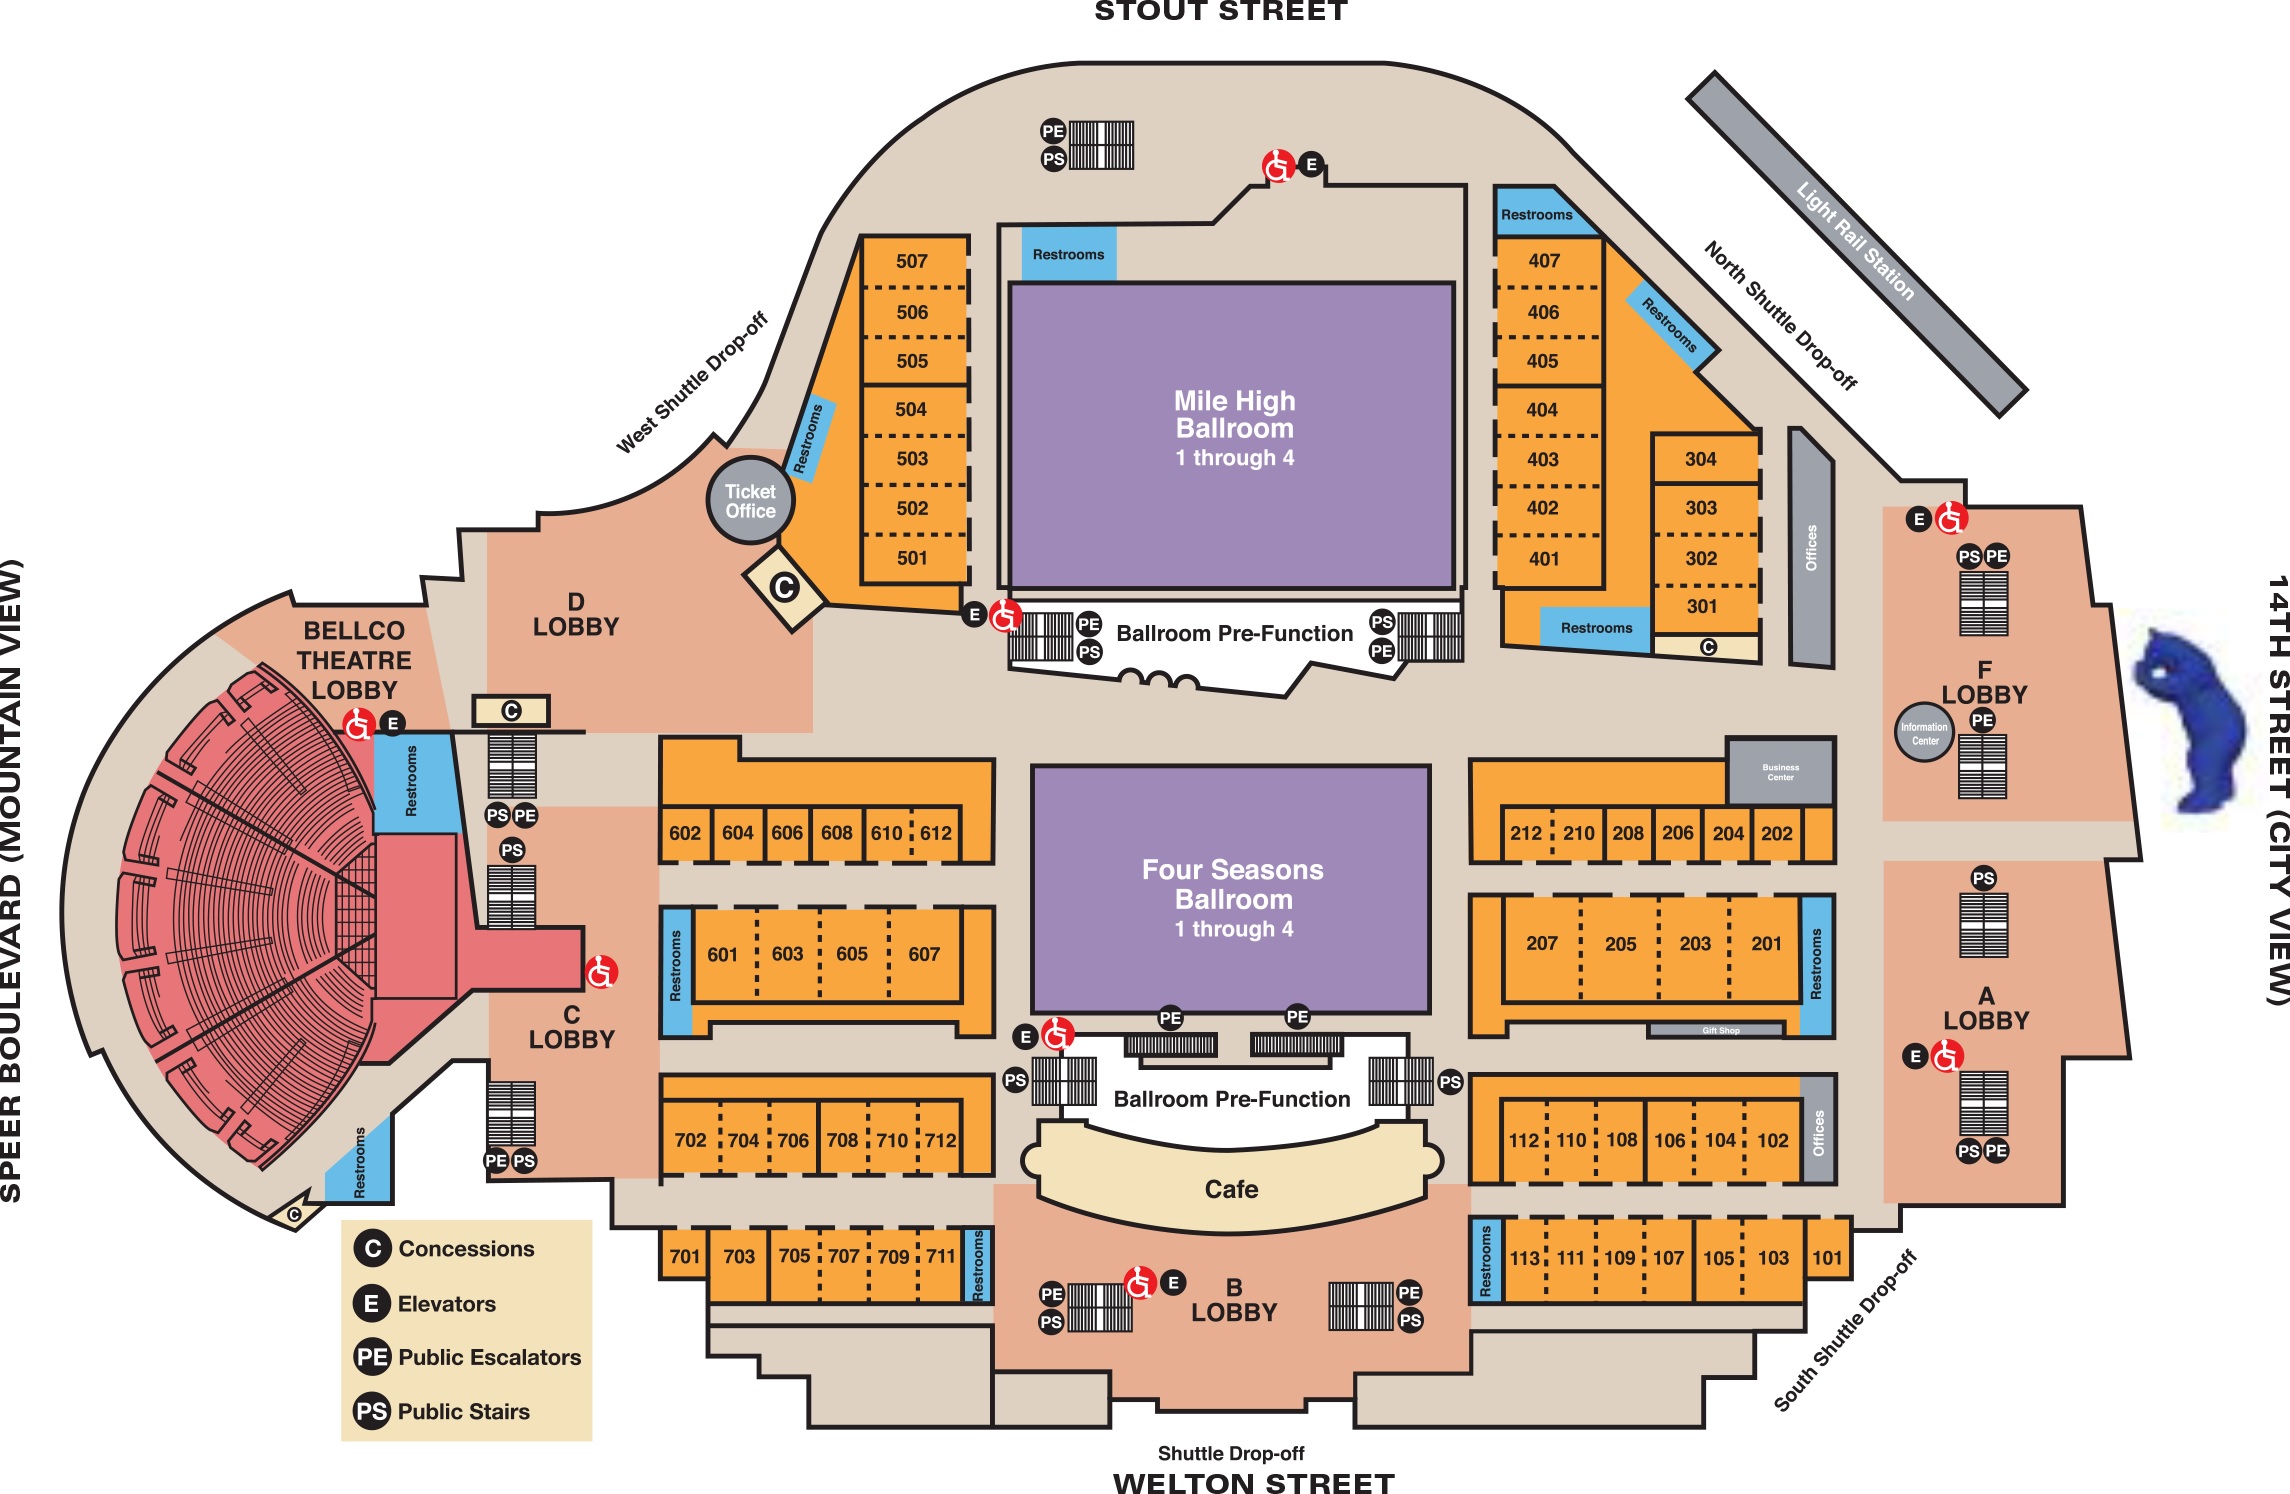 STOUT STREET
PE
PS
E
Light Rail Station
Restrooms
North Shuttle Drop-off
Restrooms
507
506
505
504
503
502
501
407
406
405
404
403
402
401
Restrooms
West Shuttle Drop-off
Restrooms
Mile High
Ballroom
1 through 4
304
303
302
301
C
Offices
Ticket
Office
C
E
PE
PS
Ballroom Pre-Function
PS
PE
Restrooms
D
LOBBY
BELLCO
THEATRE
LOBBY
E
C
Restrooms
PS PE
PS
E
PS PE
F
LOBBY
PE
Information
Center
14TH STREET (CITY VIEW)
SPEER BOULEVARD (MOUNTAIN VIEW)
602 604 606 608 610 612
Four Seasons
Ballroom
1 through 4
Business
Center
212 210 208 206 204 202
Restrooms
601 603 605 607
207 205 203 201
Restrooms
Gift Shop
PS
A
LOBBY
E
PS PE
C
LOBBY
PE PS
PE
PE
E
PS
Ballroom Pre-Function
PS
702 704 706 708 710 712
112 110 108 106 104 102
Offices
Cafe
Restrooms
C
701 703 705 707 709 711
Restrooms
Restrooms
113 111 109 107 105 103 101
PE
PS
E
B
LOBBY
PE
PS
South Shuttle Drop-off
C Concessions
E Elevators
PE Public Escalators
PS Public Stairs
Shuttle Drop-off
WELTON STREET